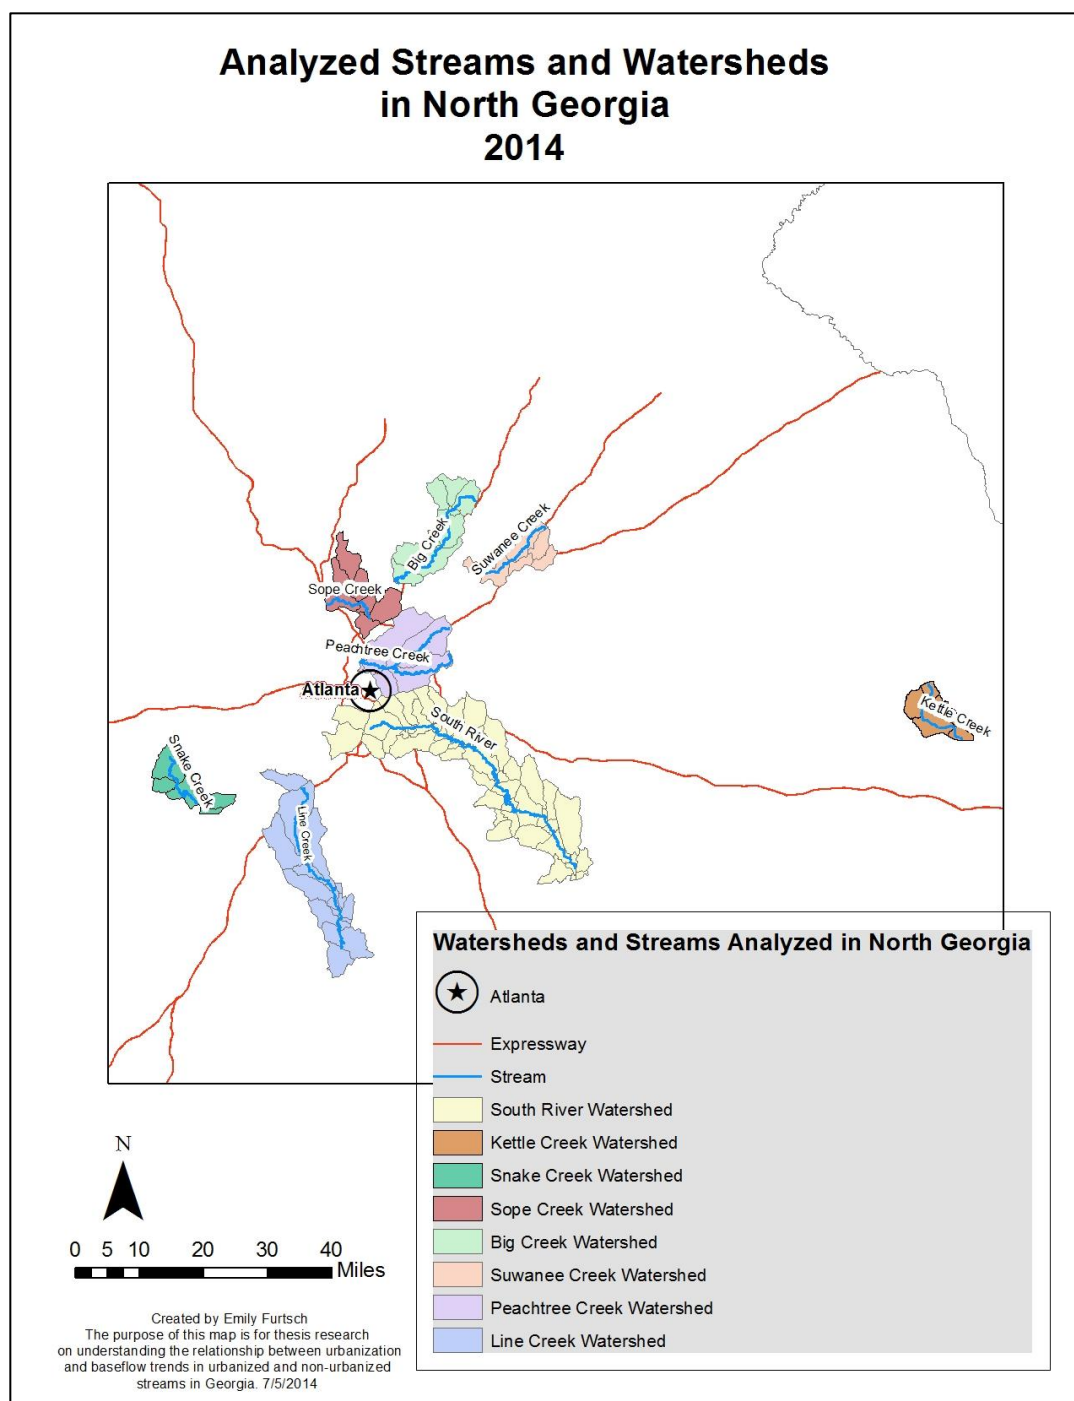 Analyzed Streams and Watersheds
in North Georgia
2014
Big Creek
Suwanee Creek
Sope Creek
Peachtree Creek
Atlanta
Kettle Creek
South River
Snake Creek
Line Creek
Watersheds and Streams Analyzed in North Georgia
Atlanta
Expressway
Stream
South River Watershed
Kettle Creek Watershed
Snake Creek Watershed
Sope Creek Watershed
Big Creek Watershed
Suwanee Creek Watershed
Peachtree Creek Watershed
Line Creek Watershed
N
0 5 10 20 30 40
Miles
Created by Emily Furtsch
The purpose of this map is for thesis research
on understanding the relationship between urbanization
and baseflow trends in urbanized and non-urbanized
streams in Georgia. 7/5/2014